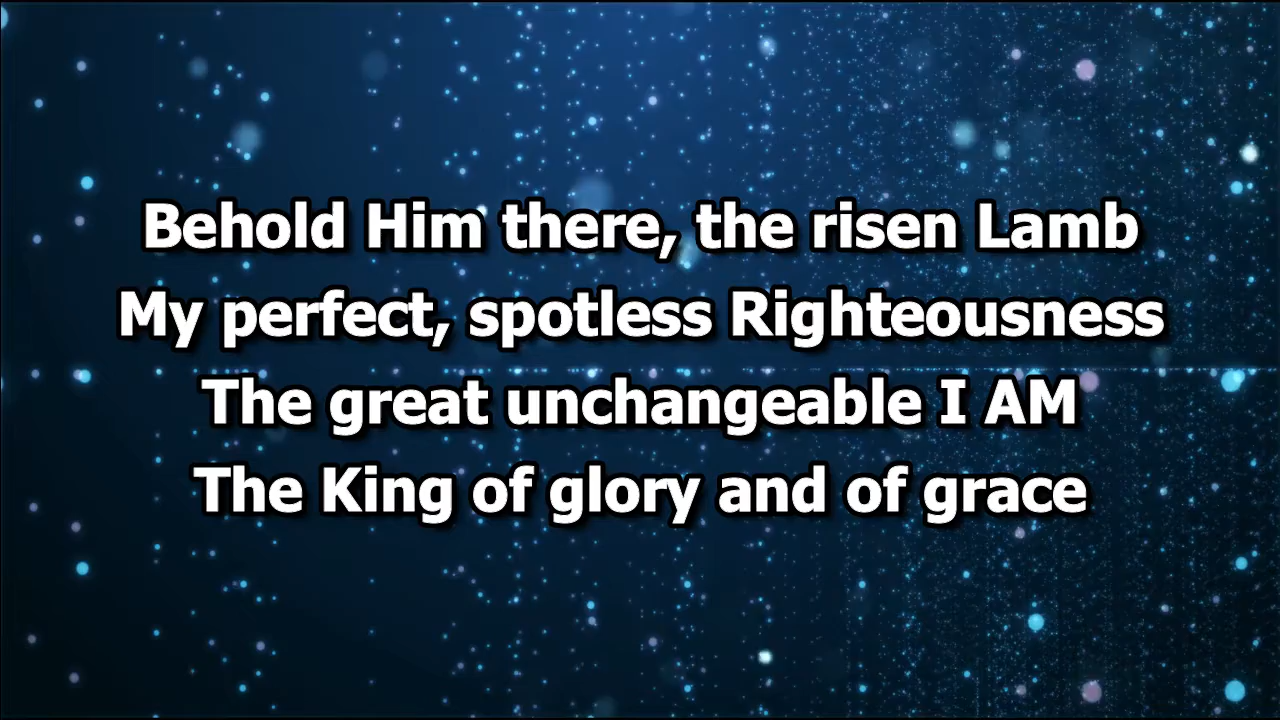 Behold Him there, the risen Lamb
My perfect, spotless Righteousness
The great unchangeable I AM
The King of glory and of grace